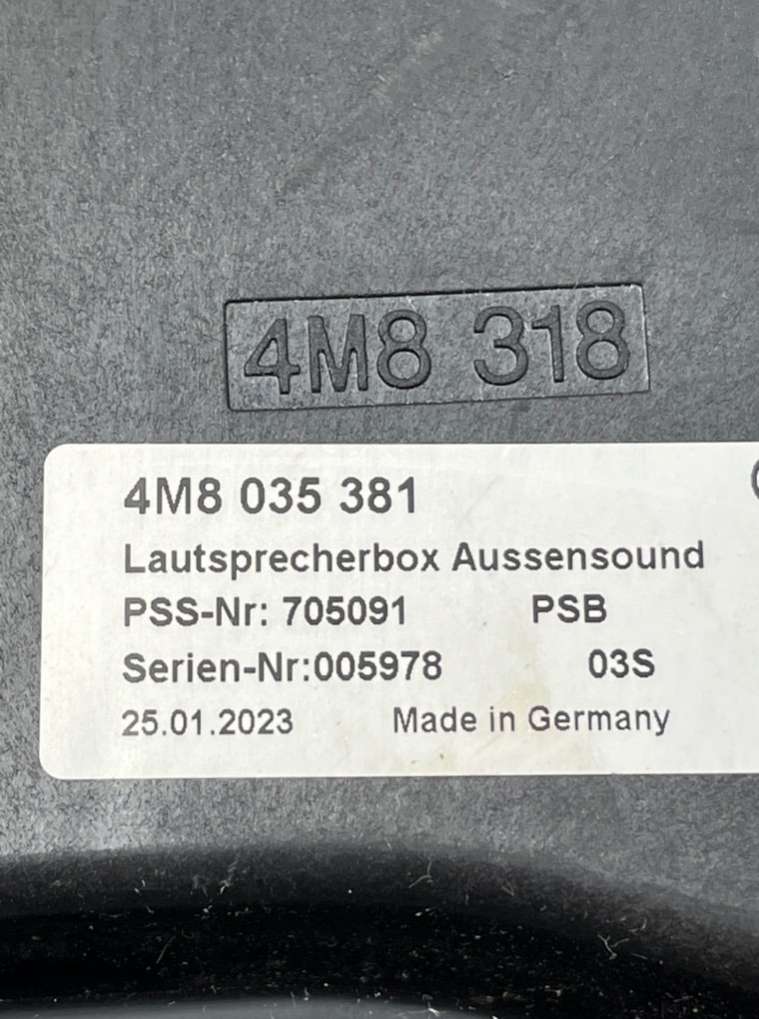 4M8 318
4M8 035 381
Lautsprecherbox Aussensound
PSS-Nr: 705091 PSB
Serien-Nr:005978 03S
25.01.2023 Made in Germany